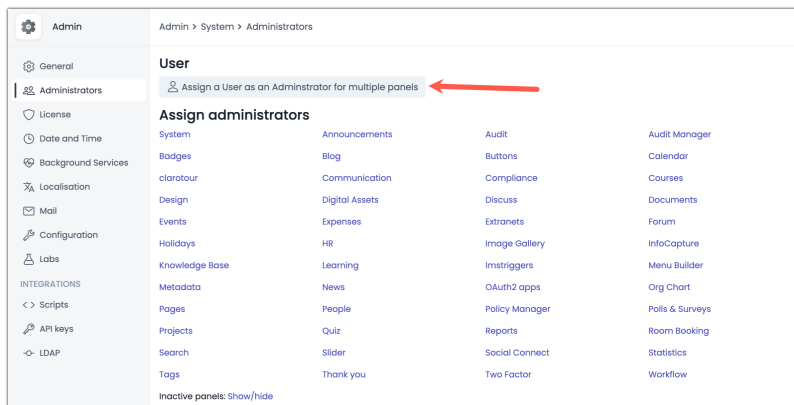 Admin
Admin > System > Administrators
General
Administrators
License
Date and Time
Background Services
Localisation
Mail
Configuration
Labs
INTEGRATIONS
Scripts
API keys
LDAP
User
Assign a User as an Adminstrator for multiple panels
Assign administrators
System Announcements Audit Audit Manager
Badges Blog Buttons Calendar
clarotour Communication Compliance Courses
Design Digital Assets Discuss Documents
Events Expenses Extranets Forum
Holidays HR Image Gallery InfoCapture
Knowledge Base Learning lmstriggers Menu Builder
Metadata News OAuth2 apps Org Chart
Pages People Policy Manager Polls & Surveys
Projects Quiz Reports Room Booking
Search Slider Social Connect Statistics
Tags Thank you Two Factor Workflow
Inactive panels: Show/hide